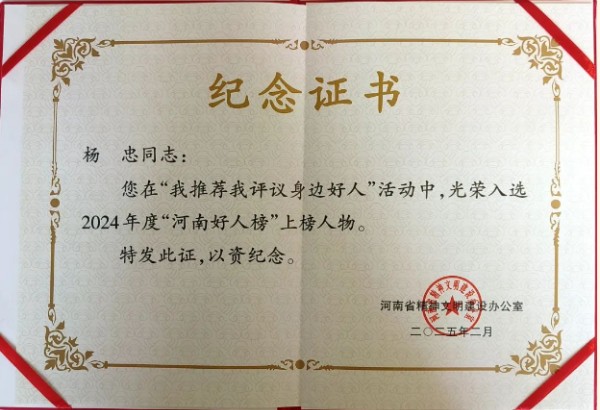 纪念证书
杨 忠同志：
您在“我推荐我评议身边好人”活动中，光荣入选
2024年度“河南好人榜”上榜人物。
特发此证，以资纪念。
河南省精神文明建设办公室
二〇二五年二月